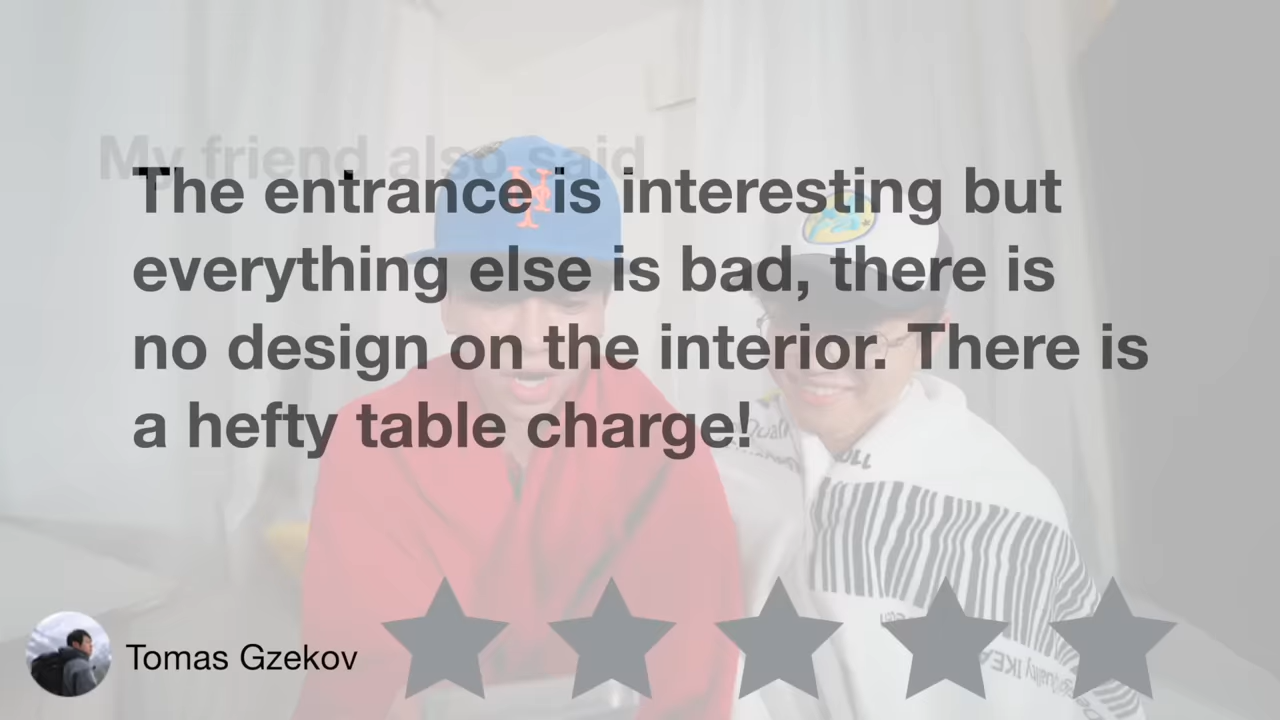 My friend also said
The entrance is interesting but
everything else is bad, there is
no design on the interior. There is
a hefty table charge!
Tomas Gzekov
IKEA